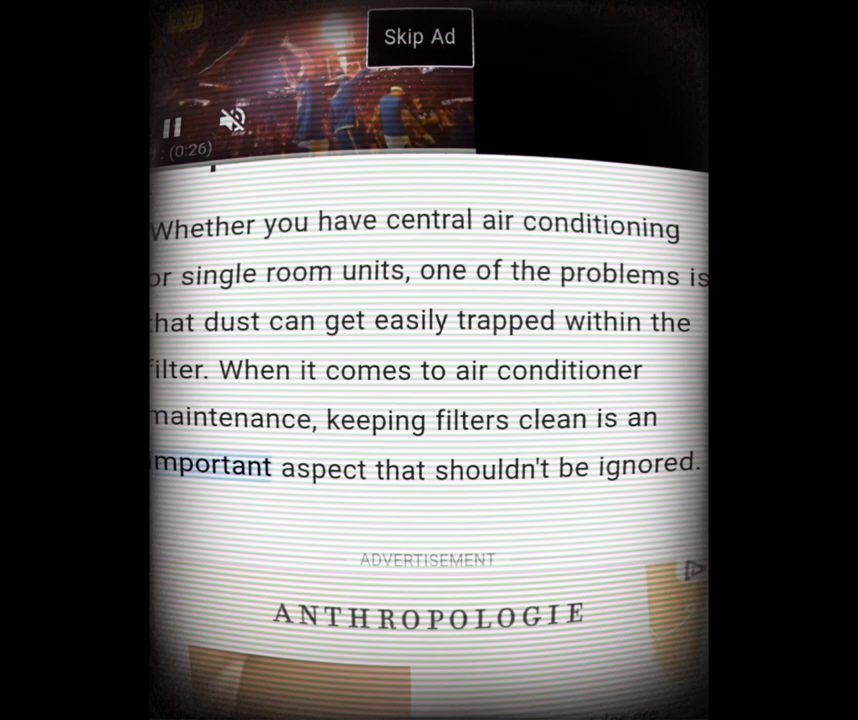 Skip Ad
(0:26)
Whether you have central air conditioning
or single room units, one of the problems is
that dust can get easily trapped within the
filter. When it comes to air conditioner
maintenance, keeping filters clean is an
important aspect that shouldn't be ignored.
ADVERTISEMENT
ANTHROPOLOGIE